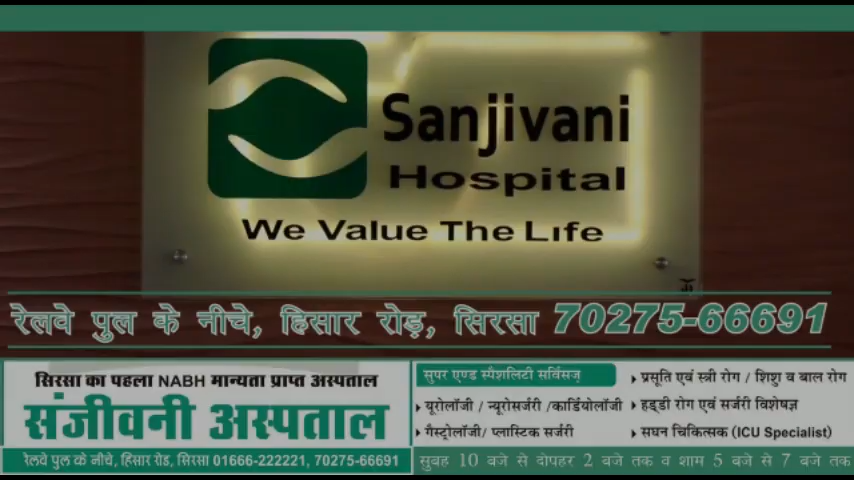 Sanjivani
Hospital
We Value The Life
रेलवे पुल के नीचे, हिसार रोड़, सिरसा 70275-66691
सिरसा का पहला NABH मान्यता प्राप्त अस्पताल
संजीवनी अस्पताल
रेलवे पुल के नीचे, हिसार रोड, सिरसा 01666-222221, 70275-66691
सुपर एण्ड स्पैशलिटी सर्विसज़
यूरोलॉजी / न्यूरोसर्जरी /कार्डियोलॉजी
गैस्ट्रोलॉजी/ प्लास्टिक सर्जरी
प्रसूति एवं स्त्री रोग / शिशु व बाल रोग
हड्डी रोग एवं सर्जरी विशेषज्ञ
सघन चिकित्सक (ICU Specialist)
सुबह 10 बजे से दोपहर 2 बजे तक व शाम 5 बजे से 7 बजे तक